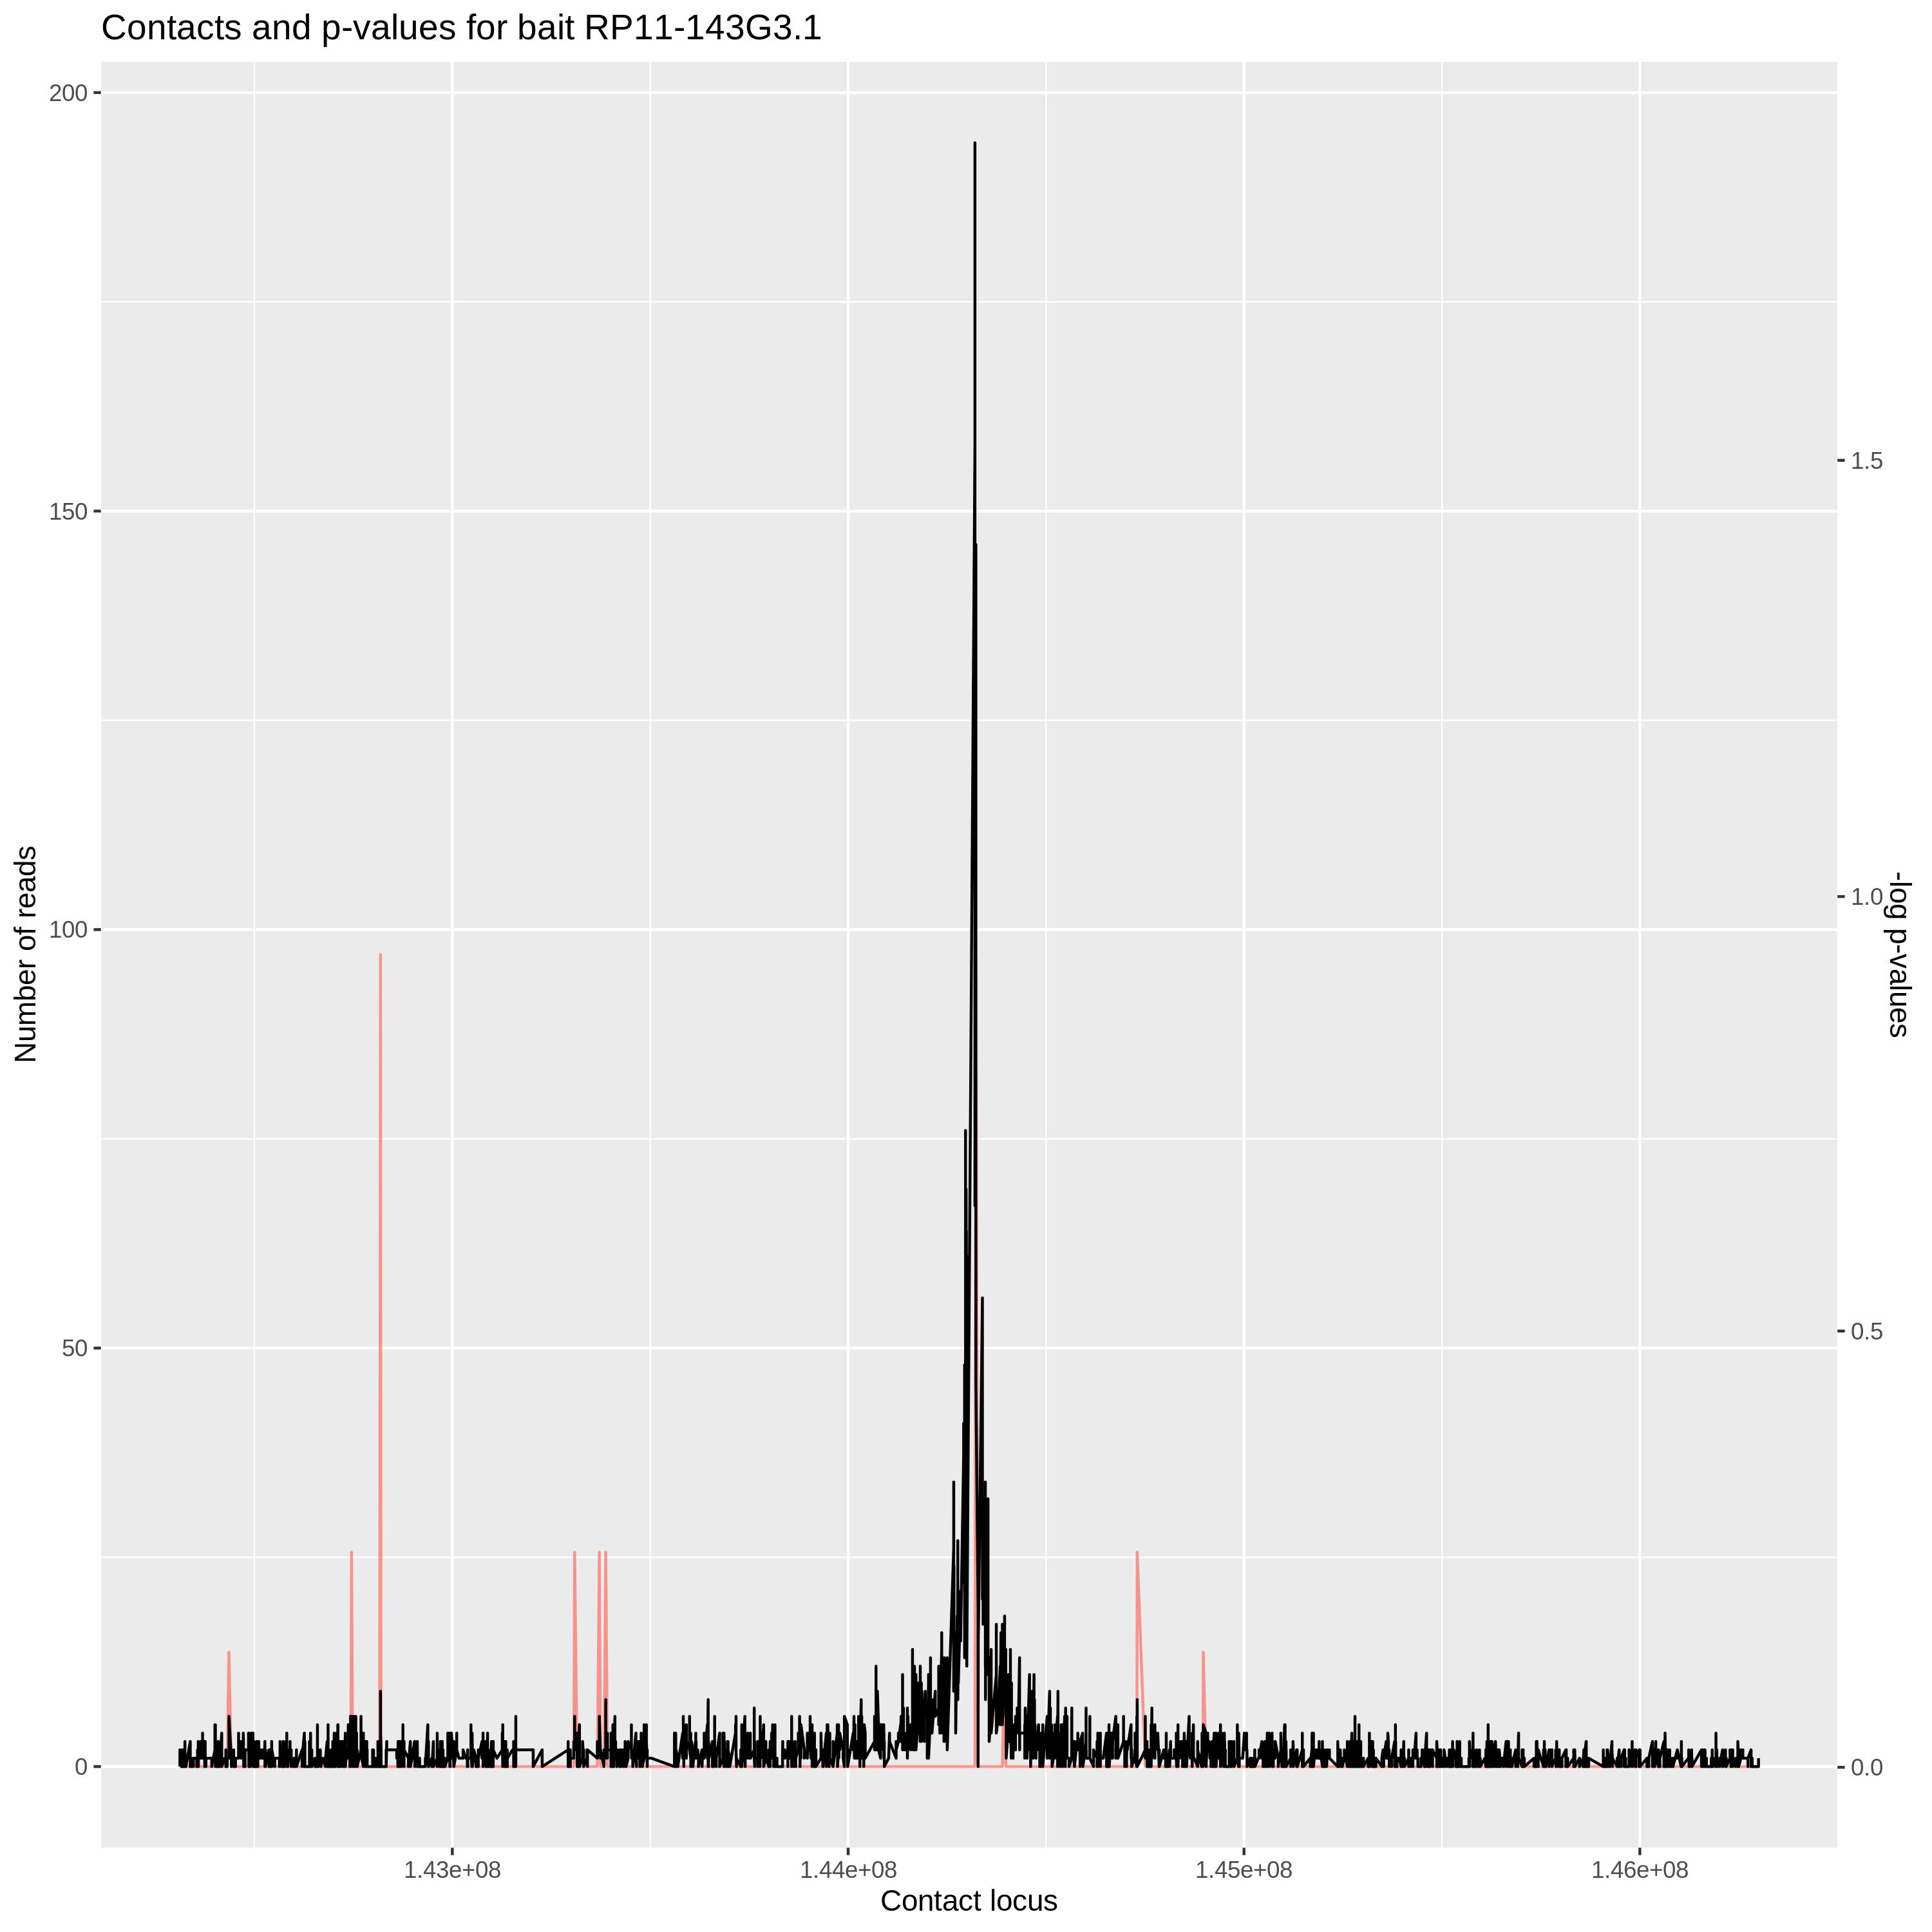 Contacts and p-values for bait RP11-143G3.1
200
150
100
50
0
Number of reads
1.5
1.0
0.5
0.0
-log p-values
1.43e+08
1.44e+08
1.45e+08
1.46e+08
Contact locus